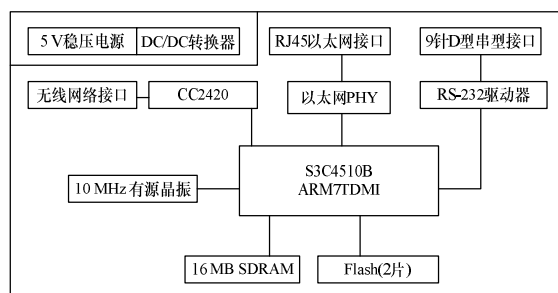 5 V稳压电源 DC/DC转换器 RJ45以太网接口 9针D型串型接口
无线网络接口 CC2420 以太网PHY RS-232驱动器
S3C4510B
ARM7TDMI
10 MHz有源晶振
16 MB SDRAM Flash(2片)